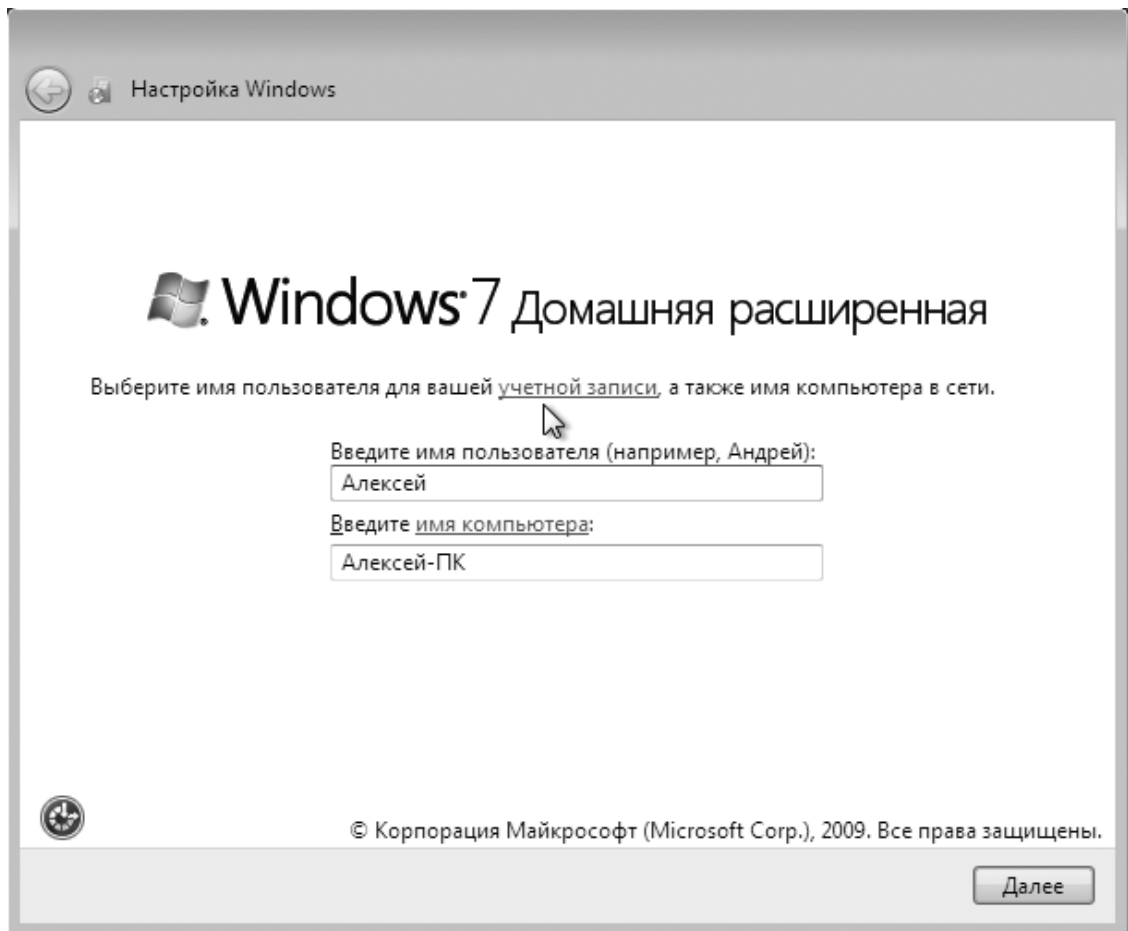 Настройка Windows
Windows 7 Домашняя расширенная
Выберите имя пользователя для вашей учетной записи, а также имя компьютера в сети.
Введите имя пользователя (например, Андрей):
Алексей
Введите имя компьютера:
Алексей-ПК
© Корпорация Майкрософт (Microsoft Corp.), 2009. Все права защищены.
Далее